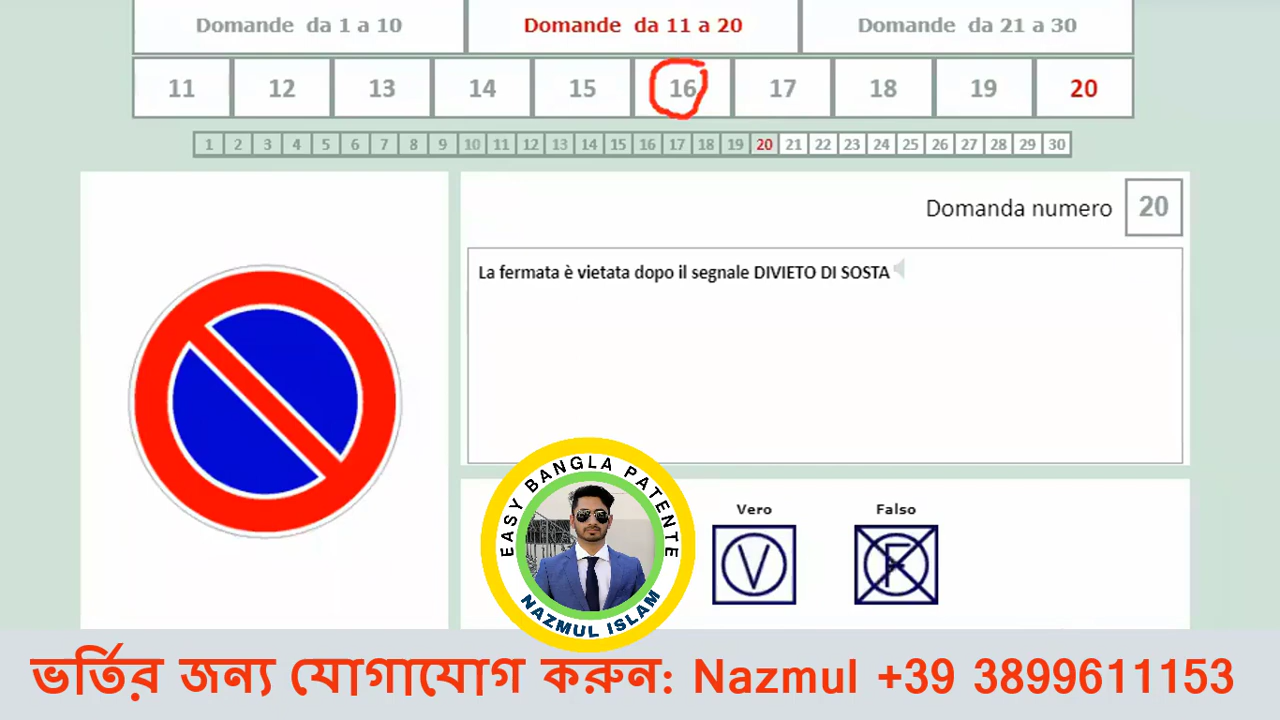 Domande da 1 a 10 Domande da 11 a 20 Domande da 21 a 30
11 12 13 14 15 16 17 18 19 20
1 2 3 4 5 6 7 8 9 10 11 12 13 14 15 16 17 18 19 20 21 22 23 24 25 26 27 28 29 30
Domanda numero 20
La fermata è vietata dopo il segnale DIVIETO DI SOSTA
EASY BANGLA PATENTE
NAZMUL ISLAM
Vero Falso
V F
ভর্তির জন্য যোগাযোগ করুন: Nazmul +39 3899611153